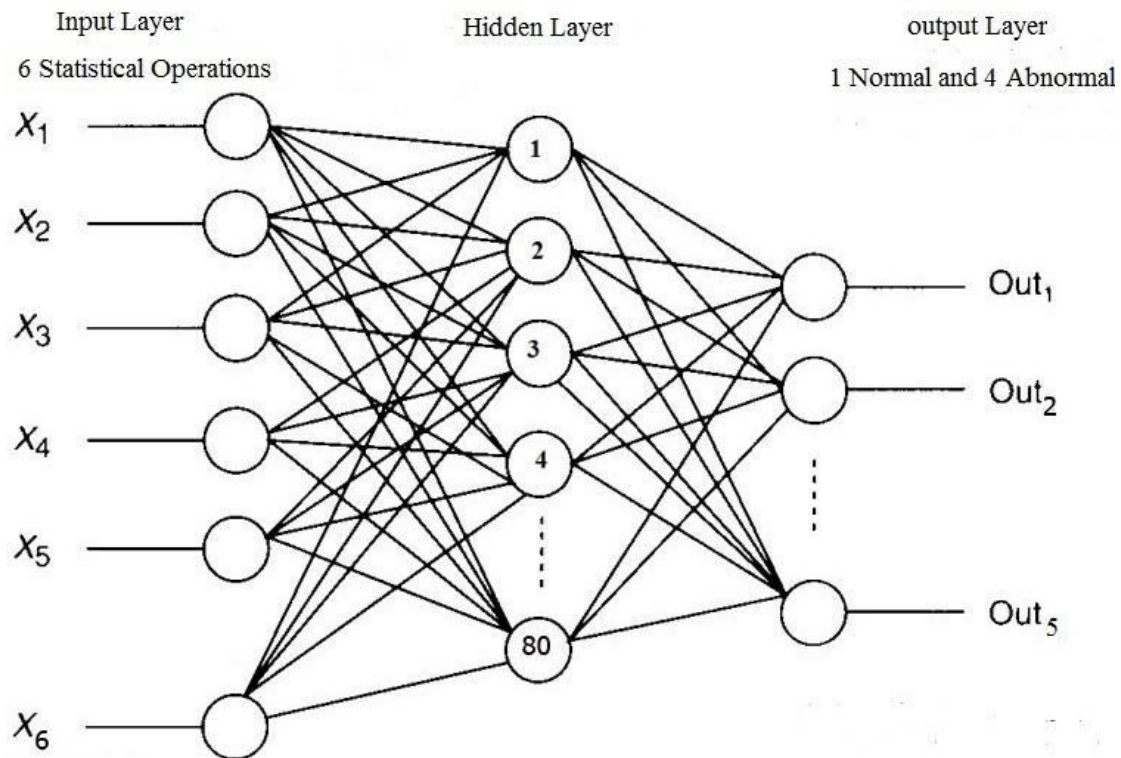 Input Layer
Hidden Layer
output Layer
6 Statistical Operations
1 Normal and 4 Abnormal
X₁
X₂
X₃
X₄
X₅
X₆
1
2
3
4
80
Out₁
Out₂
Out₅